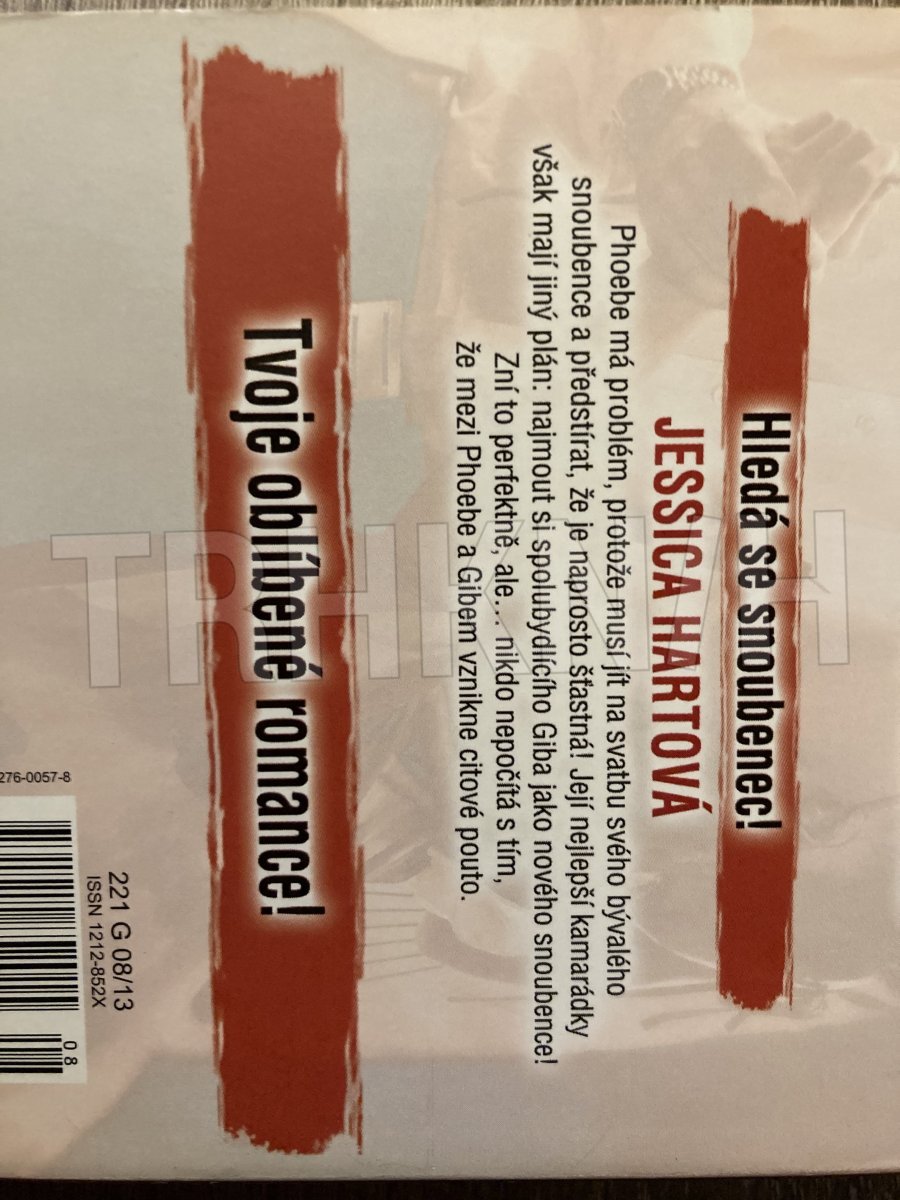 Hledá se snoubenec!
JESSICA HARTOVÁ
Phoebe má problém, protože musí jít na svatbu svého bývalého
snoubence a předstírat, že je naprosto šťastná! Její nejlepší kamarádky
však mají jiný plán: najmout si spolubydlícího Giba jako nového snoubence!
Zní to perfektně, ale... nikdo nepočítá s tím,
že mezi Phoebe a Gibem vznikne citové pouto.
Tvoje oblíbené romance!
221 G 08/13
ISSN 1212-852X
276-0057-8
08